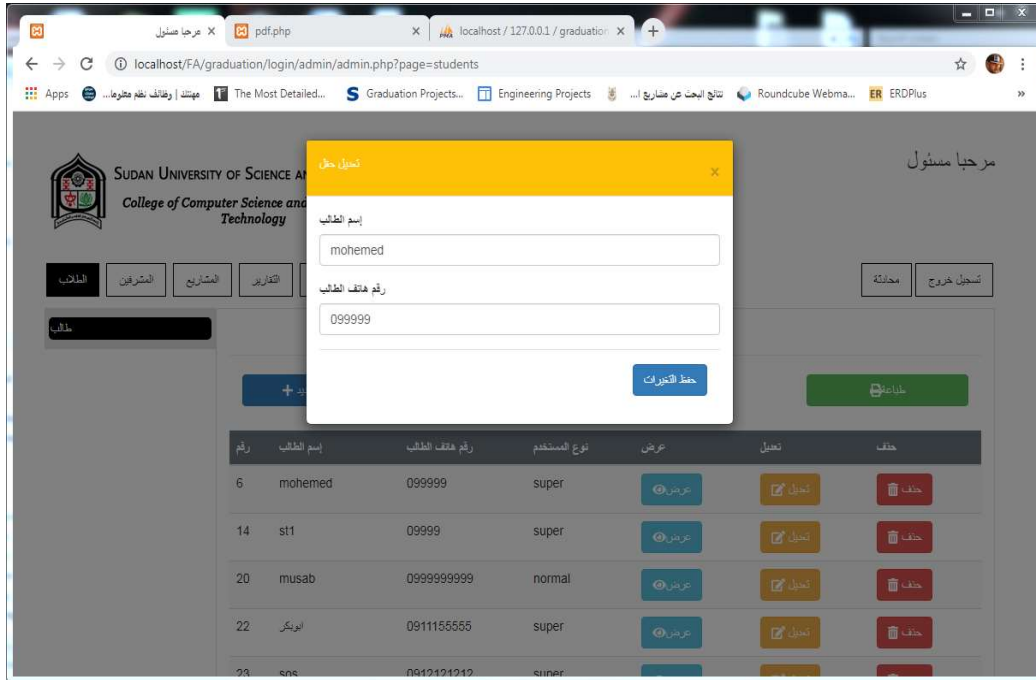 مرحبا مسئول
pdf.php
localhost / 127.0.0.1 / graduation
localhost/FA/graduation/login/admin/admin.php?page=students
Apps
مهنتك | وظائف نظم معلوما...
The Most Detailed...
Graduation Projects...
Engineering Projects
نتائج البحث عن مشاريع ا...
Roundcube Webma...
ER ERDPlus
SUDAN UNIVERSITY OF SCIENCE
College of Computer Science and
Technology
مرحبا مسئول
تعديل حقل
×
إسم الطالب
mohemed
رقم هاتف الطالب
099999
حفظ التغيرات
الطلاب
المشرفين
المشاريع
التقارير
محادثة
تسجيل خروج
طالب
طباعة
رقم إسم الطالب رقم هاتف الطالب نوع المستخدم عرض تعديل حذف
6 mohemed 099999 super عرض تعديل حذف
14 st1 09999 super عرض تعديل حذف
20 musab 0999999999 normal عرض تعديل حذف
22 ابوبكر 0911155555 super عرض تعديل حذف
23 sos 0912121212 super